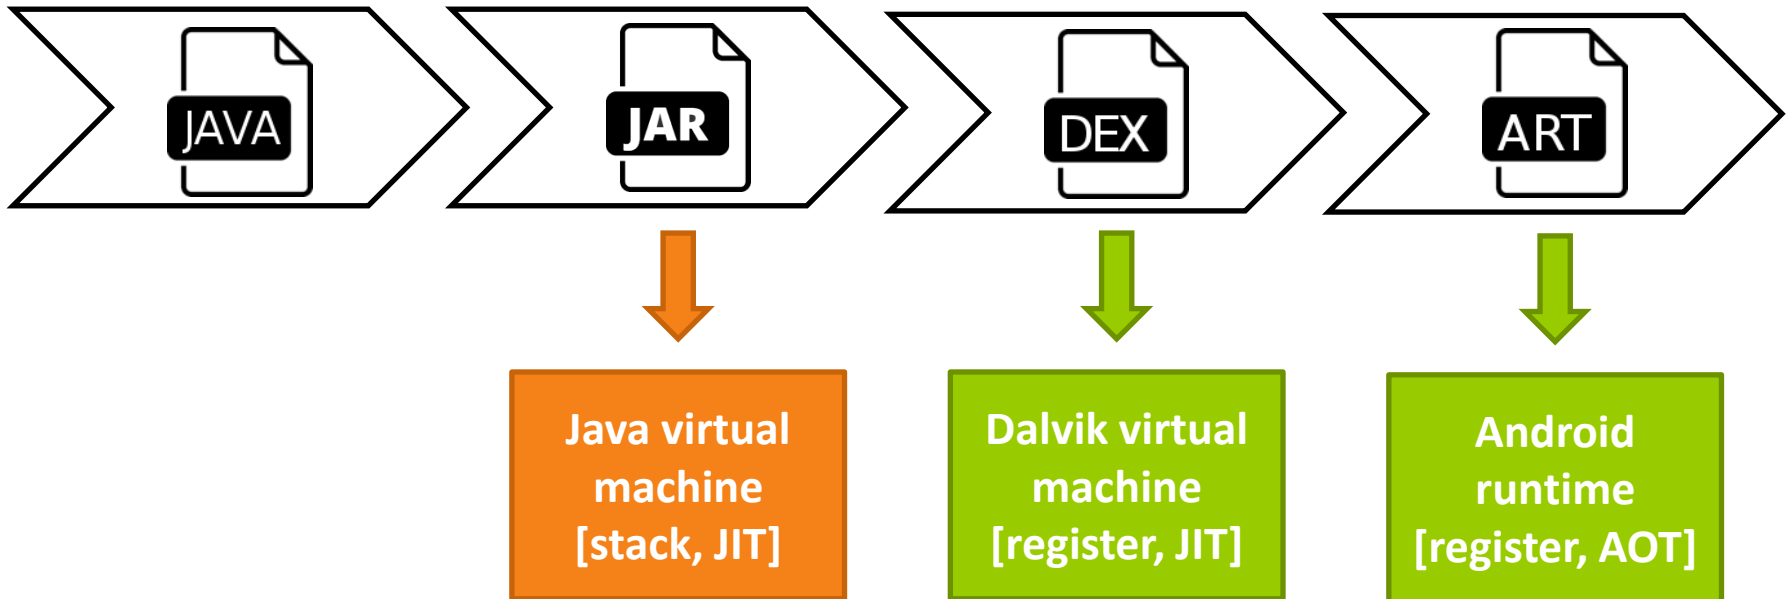 JAVA
JAR
DEX
ART
Java virtual
machine
[stack, JIT]
Dalvik virtual
machine
[register, JIT]
Android
runtime
[register, AOT]